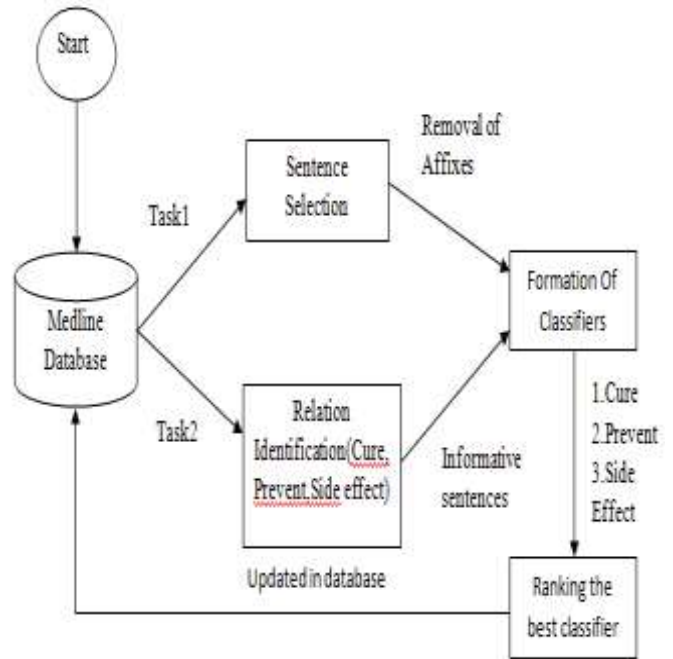 Start
Removal of
Affixes
Sentence
Selection
Task1
Formation Of
Classifiers
Medline
Database
Task2
Relation
Identification(Cure,
Prevent,Side effect)
Informative
sentences
1.Cure
2.Prevent
3.Side
Effect
Updated in database
Ranking the
best classifier